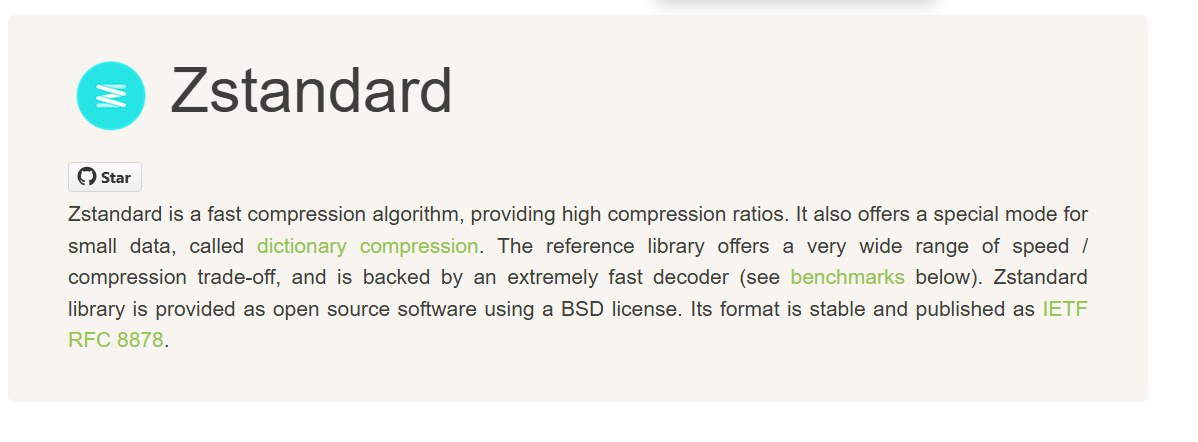 Zstandard
Star
Zstandard is a fast compression algorithm, providing high compression ratios. It also offers a special mode for
small data, called dictionary compression. The reference library offers a very wide range of speed /
compression trade-off, and is backed by an extremely fast decoder (see benchmarks below). Zstandard
library is provided as open source software using a BSD license. Its format is stable and published as IETF
RFC 8878.